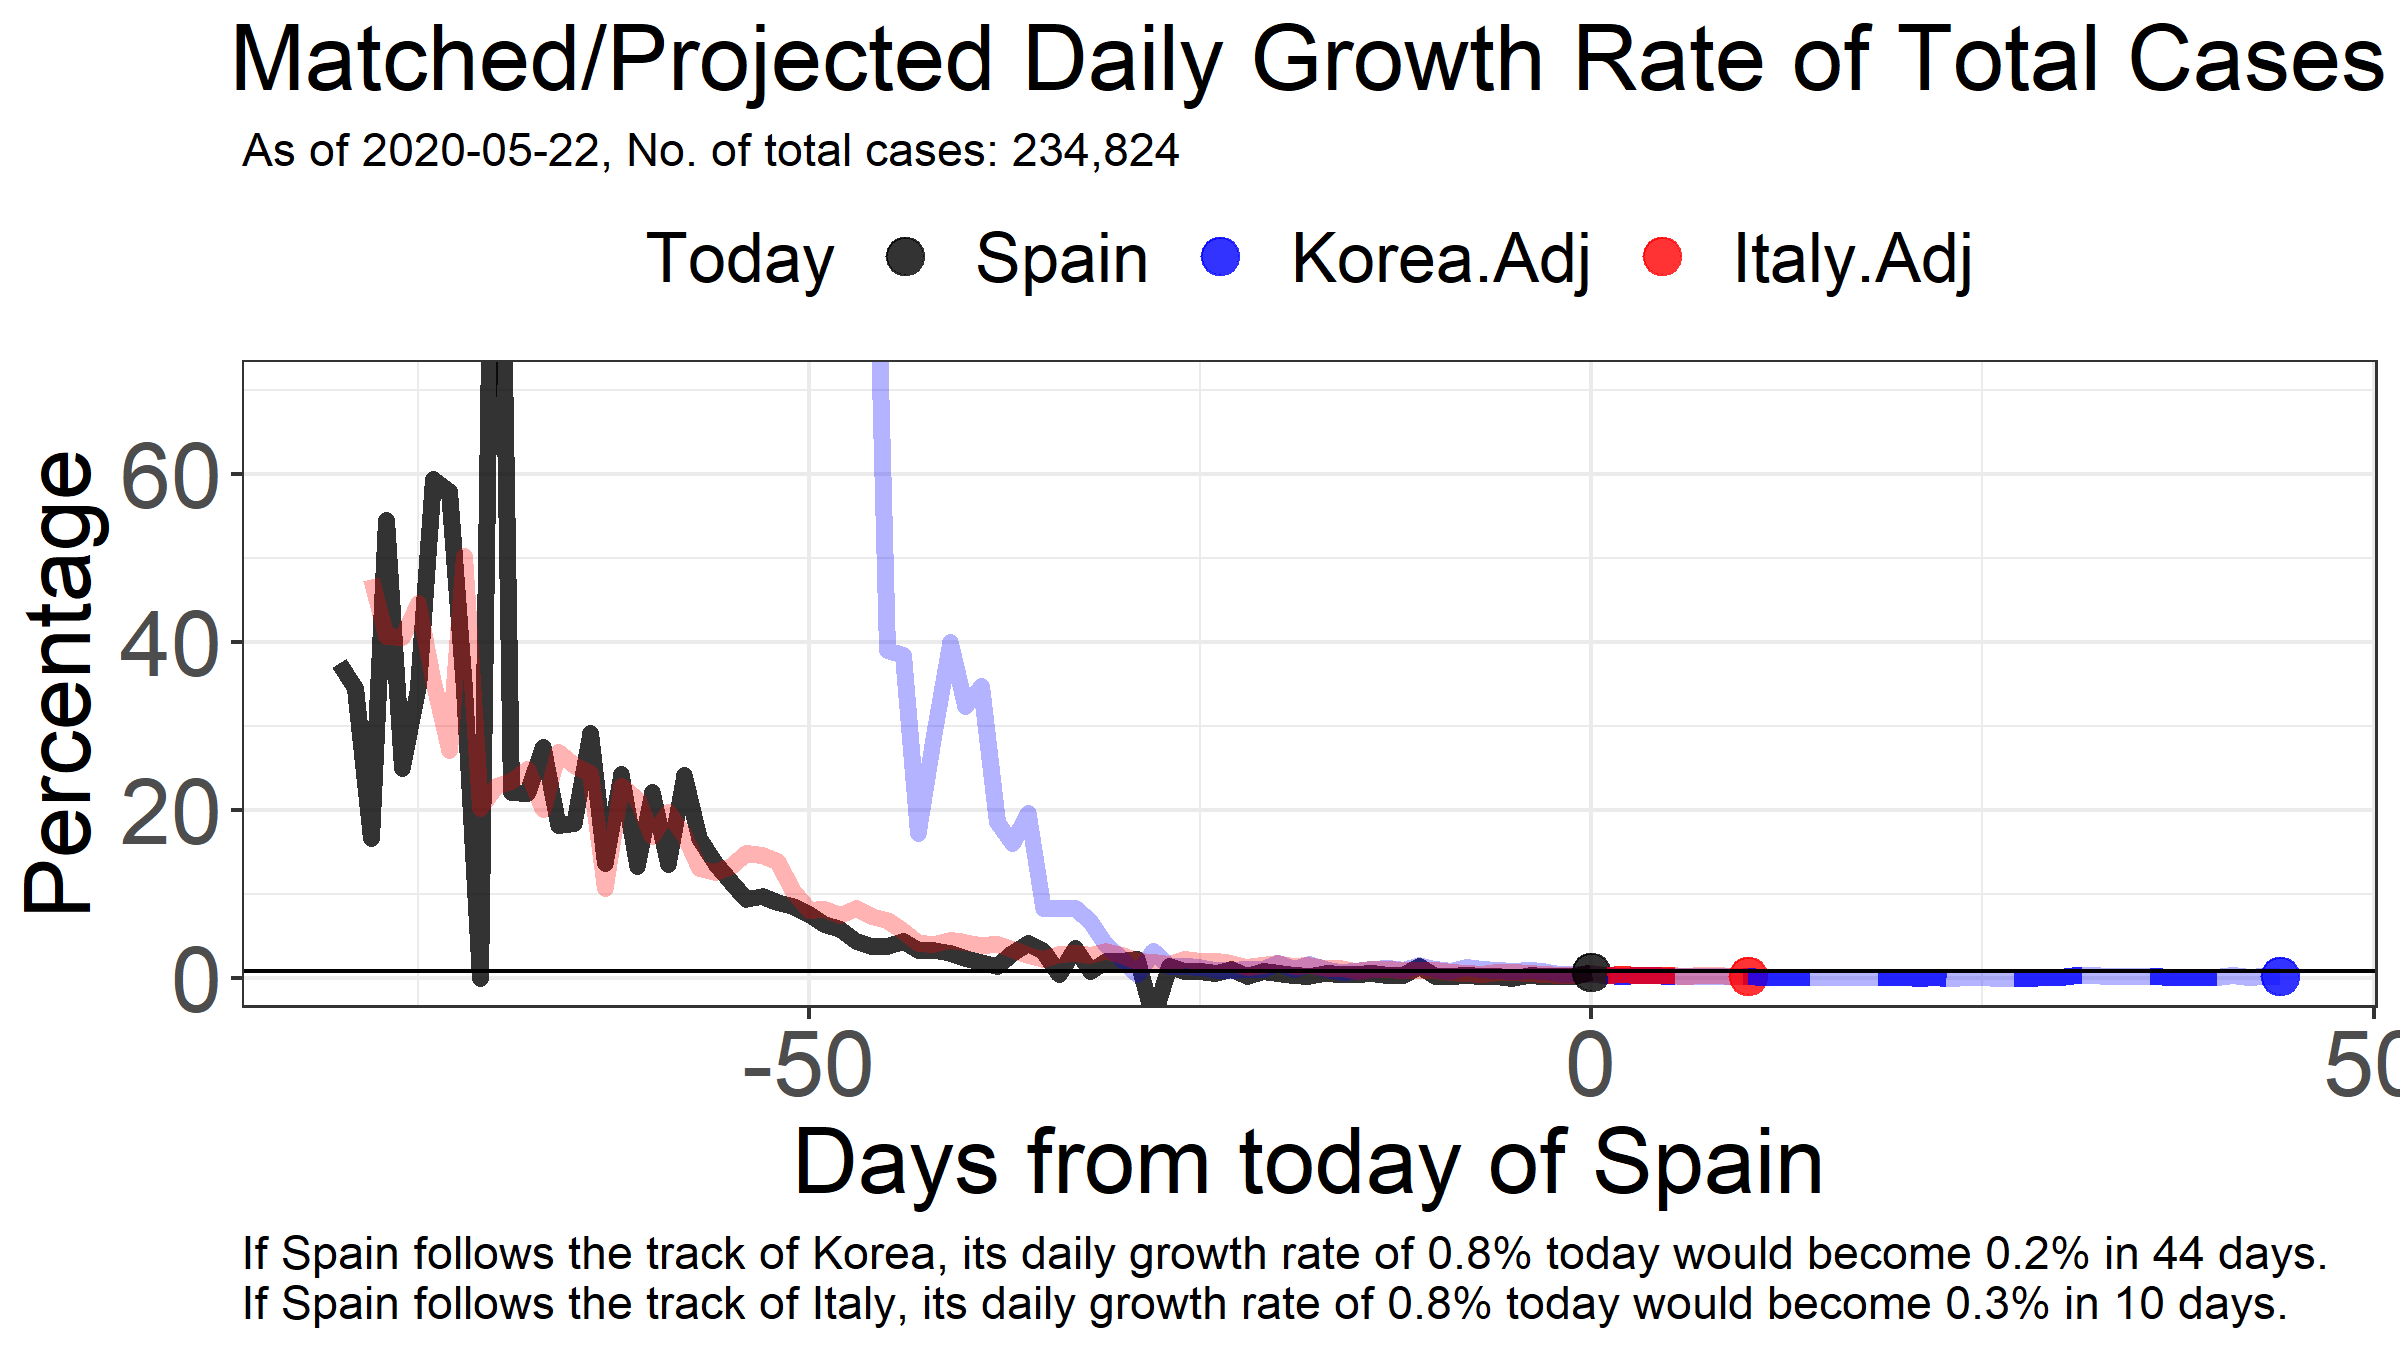 Matched/Projected Daily Growth Rate of Total Cases
As of 2020-05-22, No. of total cases: 234,824
Today Spain Korea.Adj Italy.Adj
Percentage
60
40
20
0
-50 0 50
Days from today of Spain
If Spain follows the track of Korea, its daily growth rate of 0.8% today would become 0.2% in 44 days.
If Spain follows the track of Italy, its daily growth rate of 0.8% today would become 0.3% in 10 days.